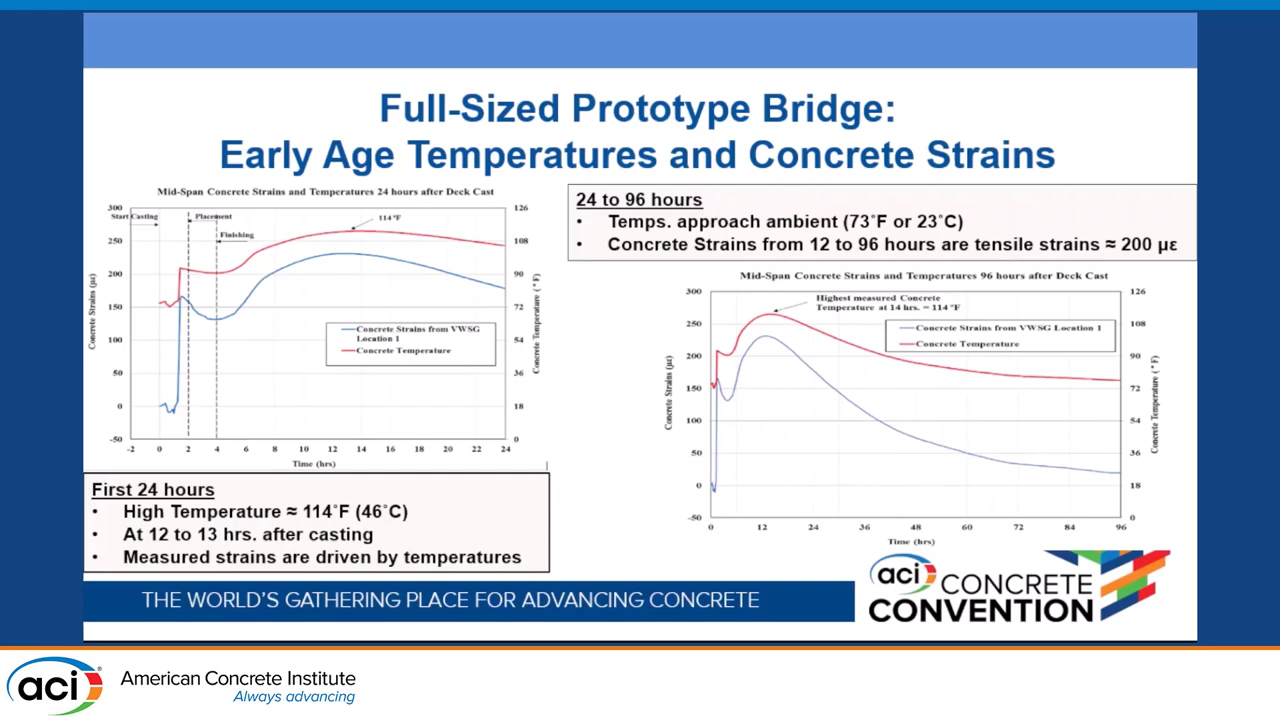 Full-Sized Prototype Bridge:
Early Age Temperatures and Concrete Strains
Mid-Span Concrete Strains and Temperatures 24 hours after Deck Cast
300
250
200
150
100
50
0
-50
Concrete Strains (με)
Start Casting
Placement
Finishing
114 °F
Concrete Strains from VWSG
Location 1
Concrete Temperature
126
108
90
72
54
36
18
0
Concrete Temperature (°F)
-2 0 2 4 6 8 10 12 14 16 18 20 22 24
Time (hrs)
First 24 hours
• High Temperature ≈ 114˚F (46˚C)
• At 12 to 13 hrs. after casting
• Measured strains are driven by temperatures
24 to 96 hours
• Temps. approach ambient (73˚F or 23˚C)
• Concrete Strains from 12 to 96 hours are tensile strains ≈ 200 με
Mid-Span Concrete Strains and Temperatures 96 hours after Deck Cast
300
250
200
150
100
50
0
-50
Concrete Strains (με)
Highest measured Concrete
Temperature at 14 hrs. = 114 °F
Concrete Strains from VWSG Location 1
Concrete Temperature
126
108
90
72
54
36
18
0
Concrete Temperature (°F)
0 12 24 36 48 60 72 84 96
Time (hrs)
THE WORLD'S GATHERING PLACE FOR ADVANCING CONCRETE
aci CONCRETE
CONVENTION
aci®
American Concrete Institute
Always advancing